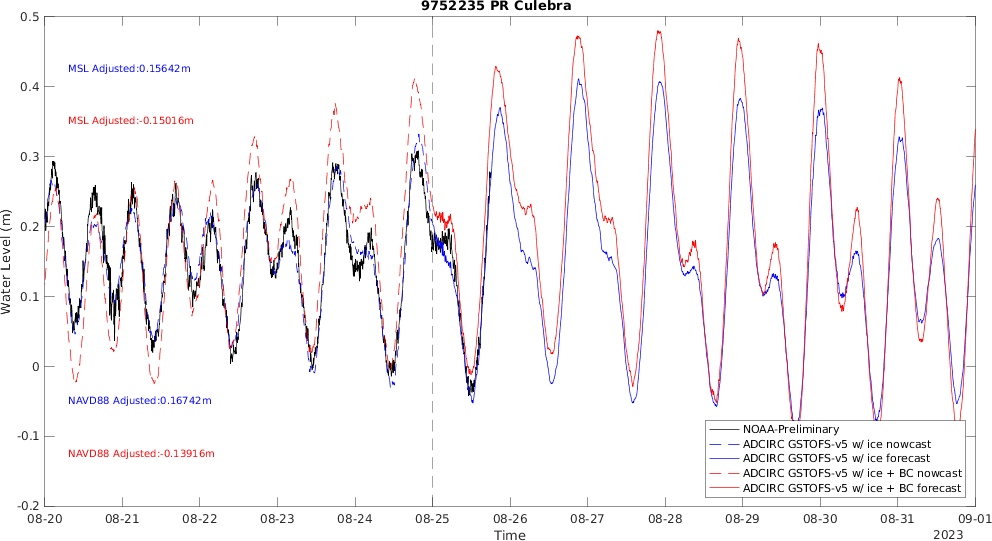 9752235 PR Culebra
0.5
0.4
0.3
0.2
0.1
0
-0.1
-0.2
Water Level (m)
MSL Adjusted:0.15642m
MSL Adjusted:-0.15016m
NAVD88 Adjusted:0.16742m
NAVD88 Adjusted:-0.13916m
NOAA-Preliminary
ADCIRC GSTOFS-v5 w/ ice nowcast
ADCIRC GSTOFS-v5 w/ ice forecast
ADCIRC GSTOFS-v5 w/ ice + BC nowcast
ADCIRC GSTOFS-v5 w/ ice + BC forecast
08-20 08-21 08-22 08-23 08-24 08-25 08-26 08-27 08-28 08-29 08-30 08-31 09-01
Time
2023